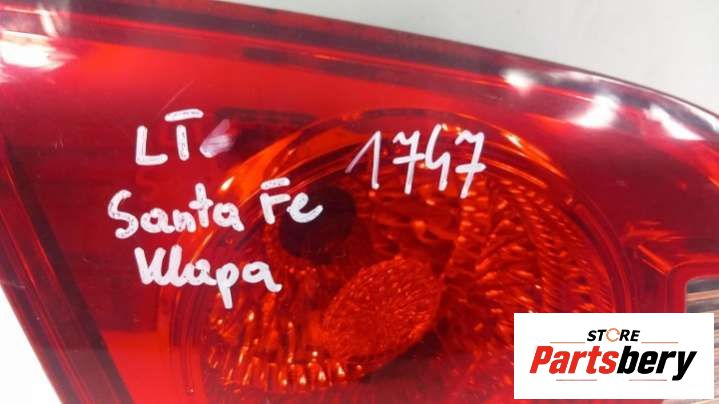 LT 1747
Santa Fe
Klapa
STORE
Partsbery